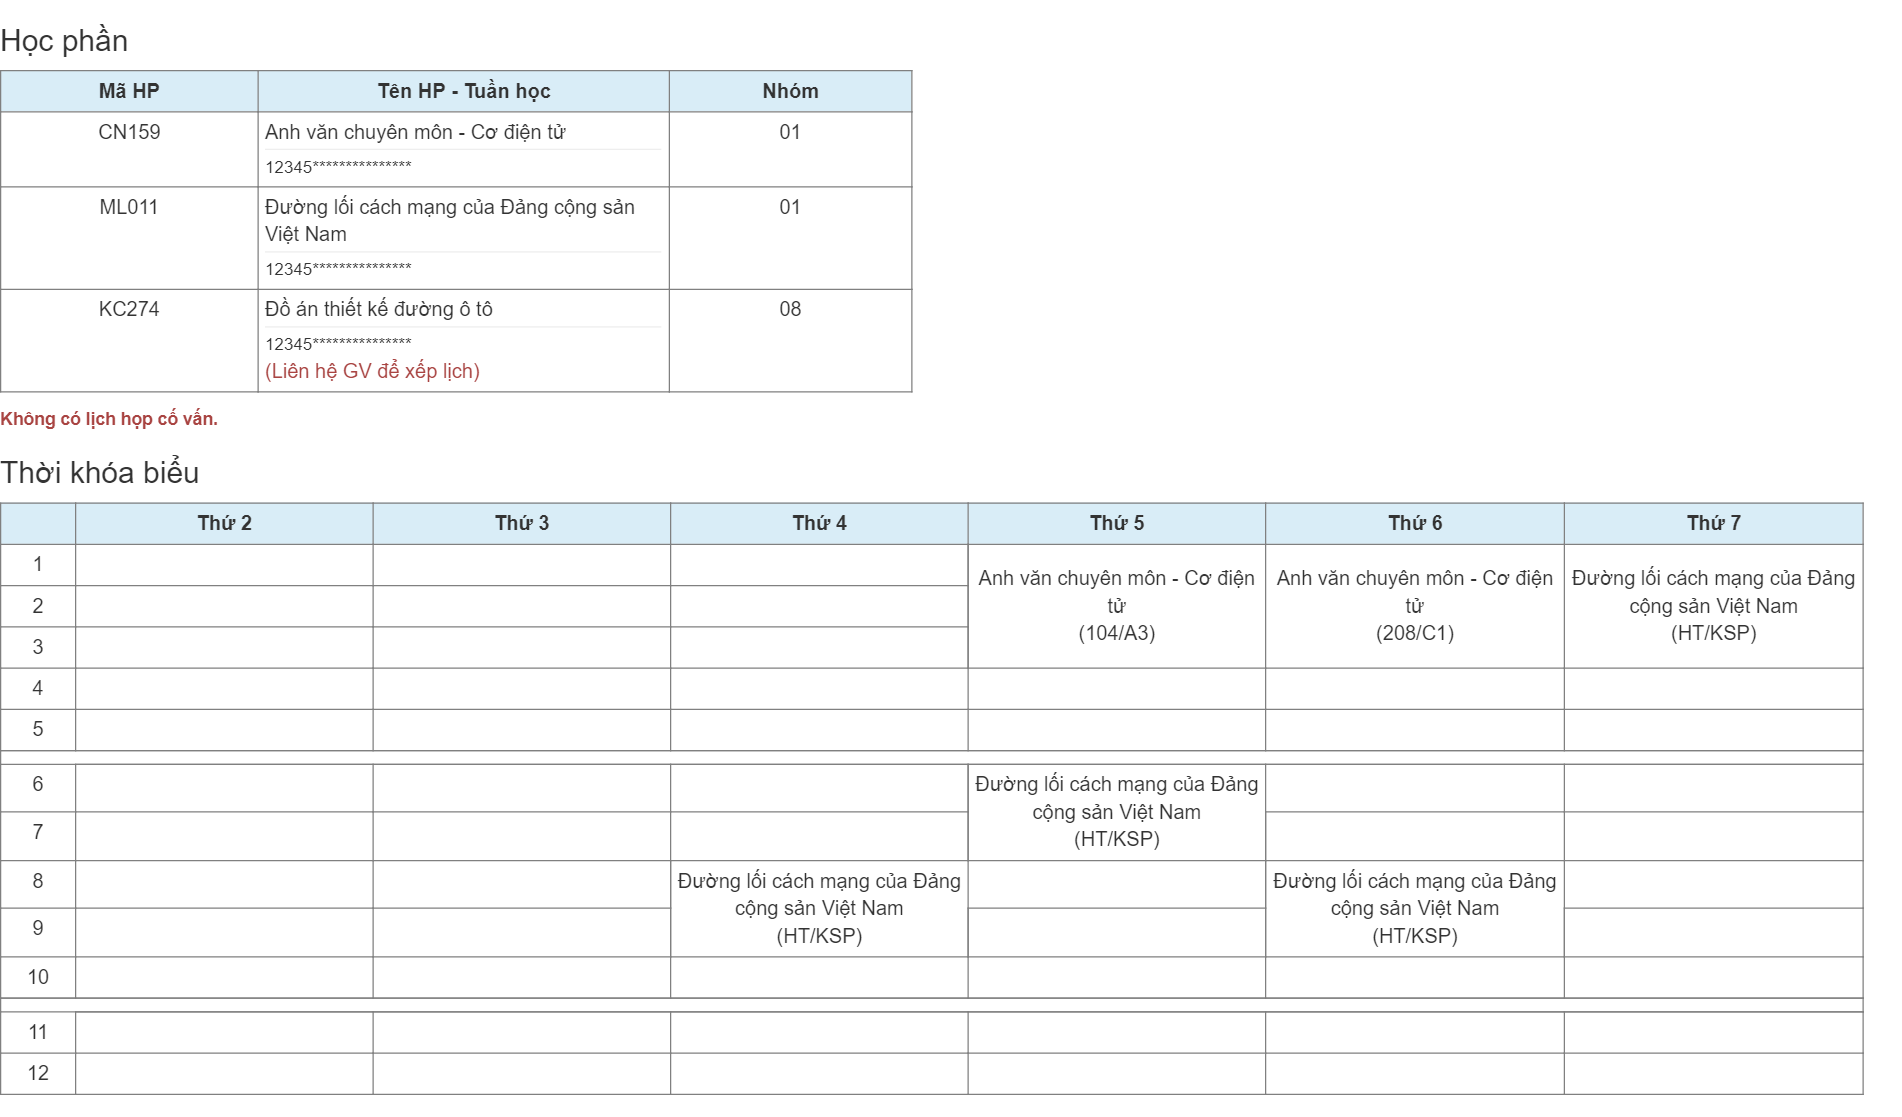 Học phần
Mã HP Tên HP - Tuần học Nhóm
CN159 Anh văn chuyên môn - Cơ điện tử 01
12345***************
ML011 Đường lối cách mạng của Đảng cộng sản 01
Việt Nam
12345***************
KC274 Đồ án thiết kế đường ô tô 08
12345***************
(Liên hệ GV để xếp lịch)
Không có lịch họp cố vấn.
Thời khóa biểu
Thứ 2 Thứ 3 Thứ 4 Thứ 5 Thứ 6 Thứ 7
1
Anh văn chuyên môn - Cơ điện Anh văn chuyên môn - Cơ điện Đường lối cách mạng của Đảng
2 tử tử cộng sản Việt Nam
(104/A3) (208/C1) (HT/KSP)
3
4
5
6 Đường lối cách mạng của Đảng
cộng sản Việt Nam
7 (HT/KSP)
8 Đường lối cách mạng của Đảng Đường lối cách mạng của Đảng
cộng sản Việt Nam cộng sản Việt Nam
9 (HT/KSP) (HT/KSP)
10
11
12